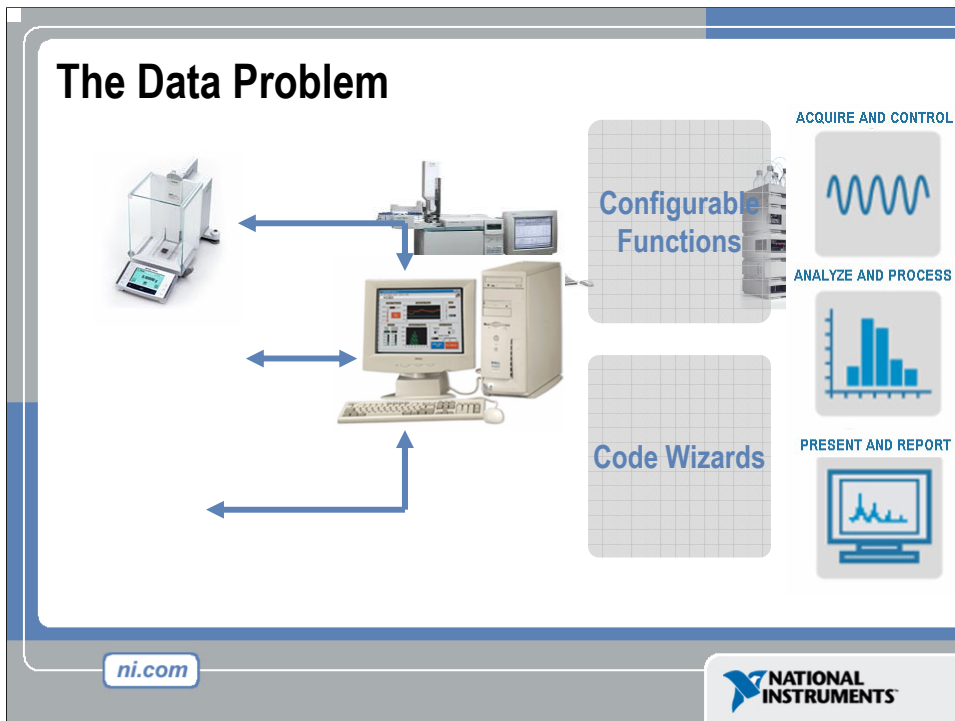 The Data Problem
ACQUIRE AND CONTROL
Configurable
Functions
ANALYZE AND PROCESS
PRESENT AND REPORT
Code Wizards
ni.com
NATIONAL
INSTRUMENTS™